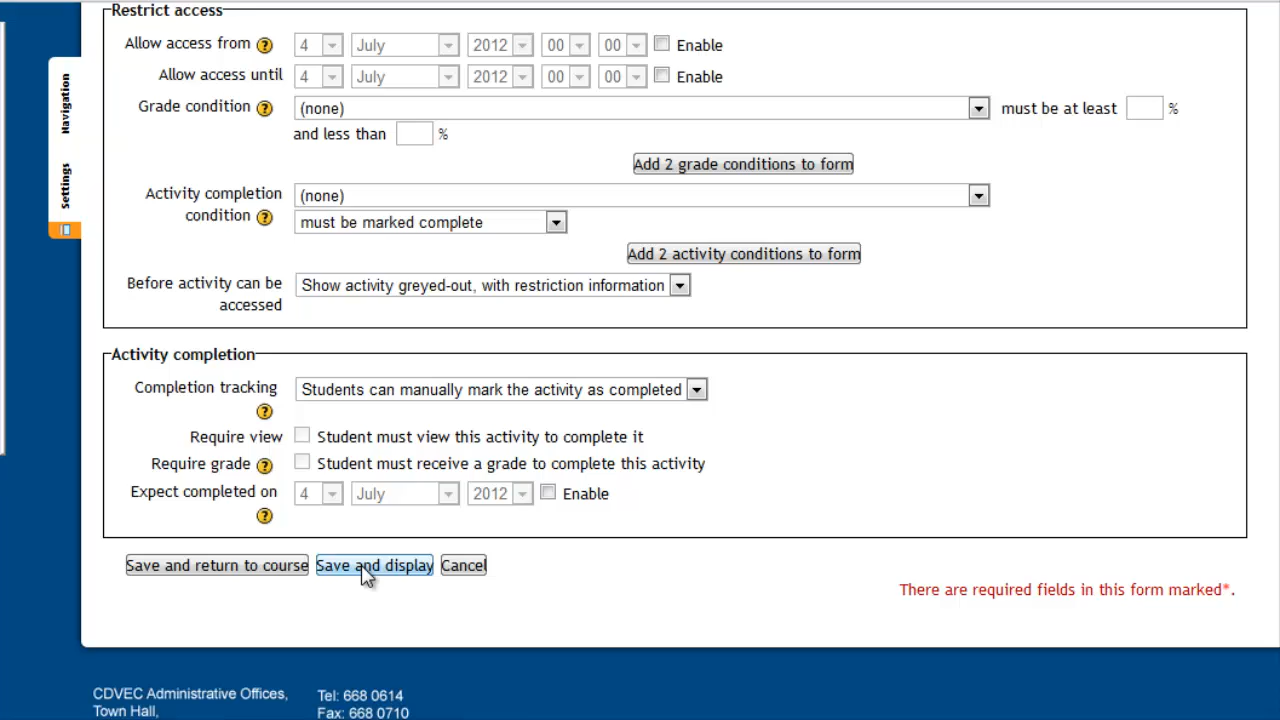 Restrict access
Allow access from 4 July 2012 00 00 Enable
Allow access until 4 July 2012 00 00 Enable
Grade condition (none) must be at least %
and less than %
Add 2 grade conditions to form
Activity completion condition (none)
must be marked complete
Add 2 activity conditions to form
Before activity can be accessed Show activity greyed-out, with restriction information
Activity completion
Completion tracking Students can manually mark the activity as completed
Require view Student must view this activity to complete it
Require grade Student must receive a grade to complete this activity
Expect completed on 4 July 2012 Enable
Save and return to course Save and display Cancel
There are required fields in this form marked*.
Navigation
Settings
CDVEC Administrative Offices, Tel: 668 0614
Town Hall, Fax: 668 0710